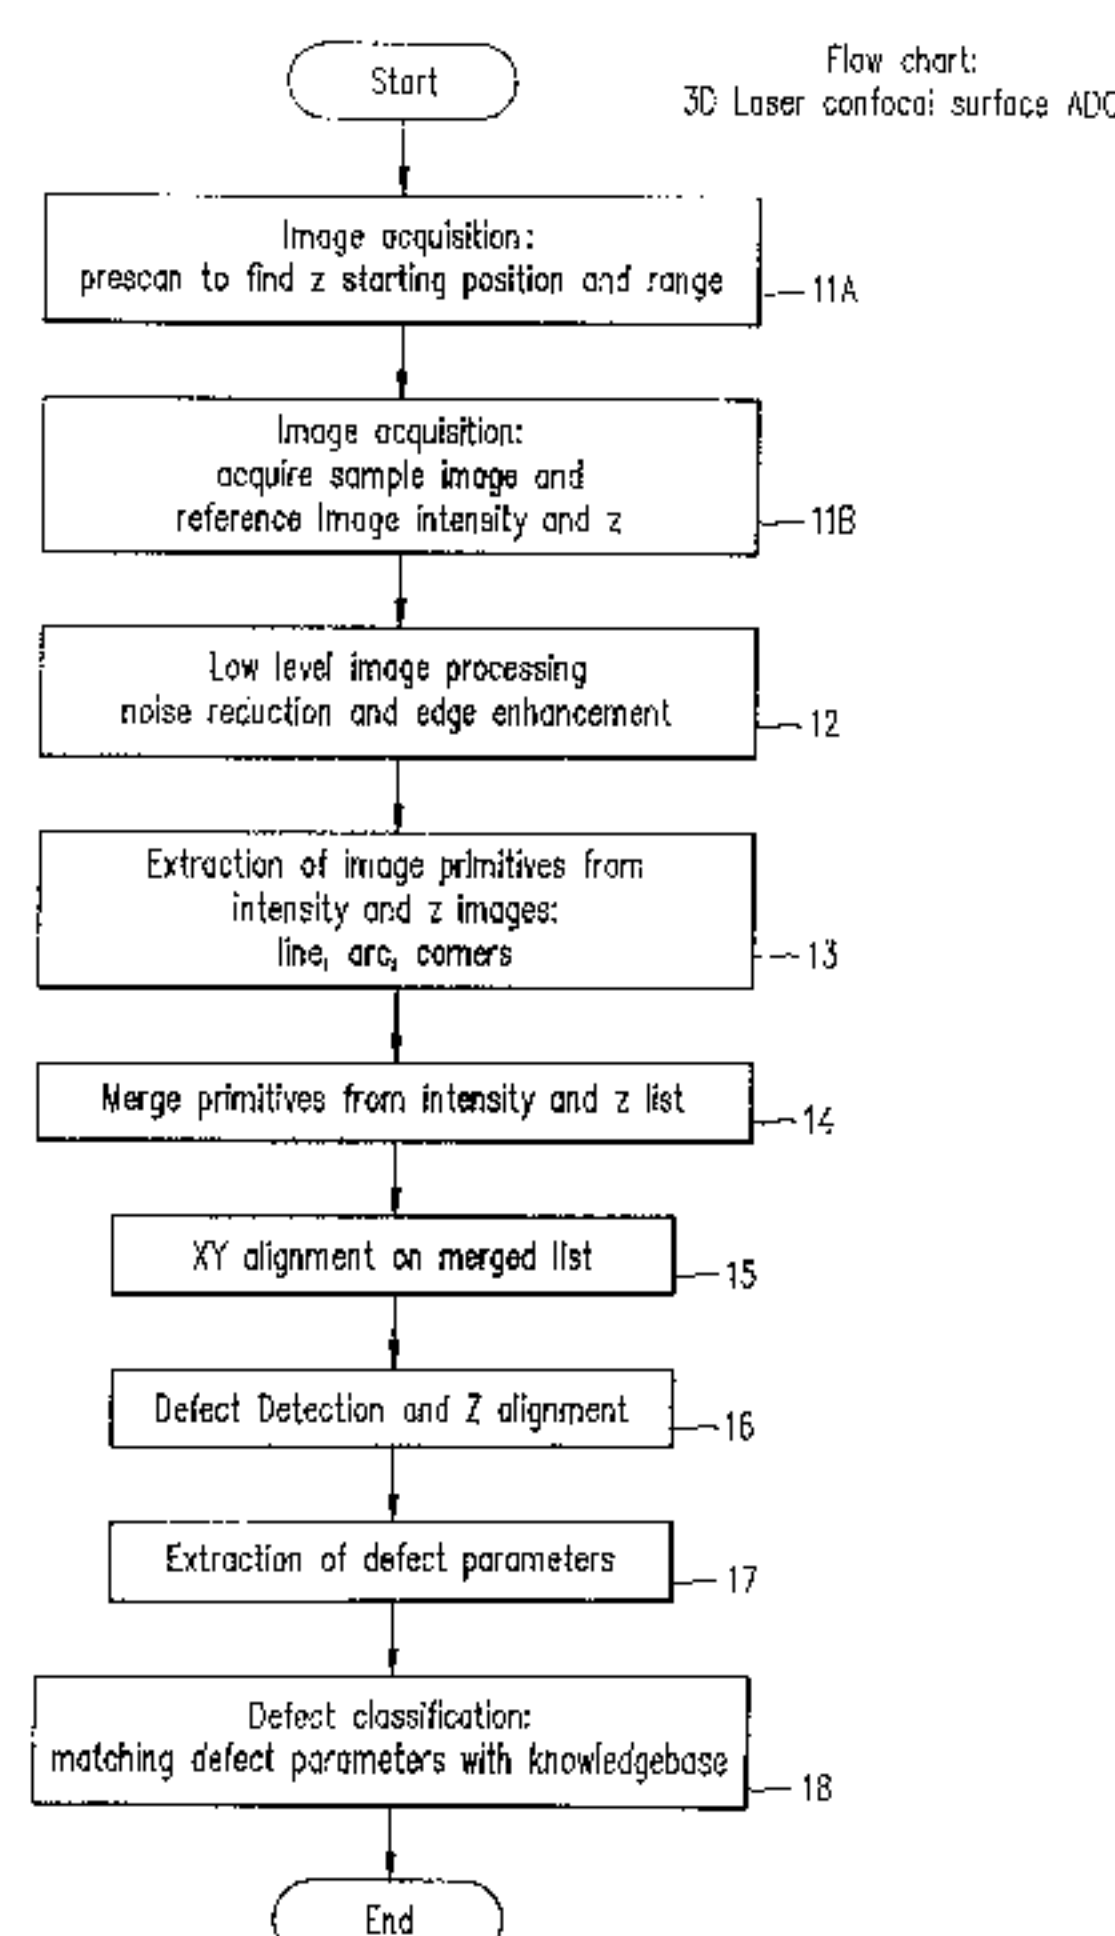 Start
Flow chart:
3D Laser confocal surface ADC
Image acquisition:
prescan to find z starting position and range
11A
Image acquisition:
acquire sample image and
reference Image intensity and z
11B
Low level image processing
noise reduction and edge enhancement
12
Extraction of image primitives from
intensity and z images:
line, arc, corners
13
Merge primitives from intensity and z list
14
XY alignment on merged list
15
Defect Detection and Z alignment
16
Extraction of defect parameters
17
Defect classification:
matching defect parameters with knowledgebase
18
End